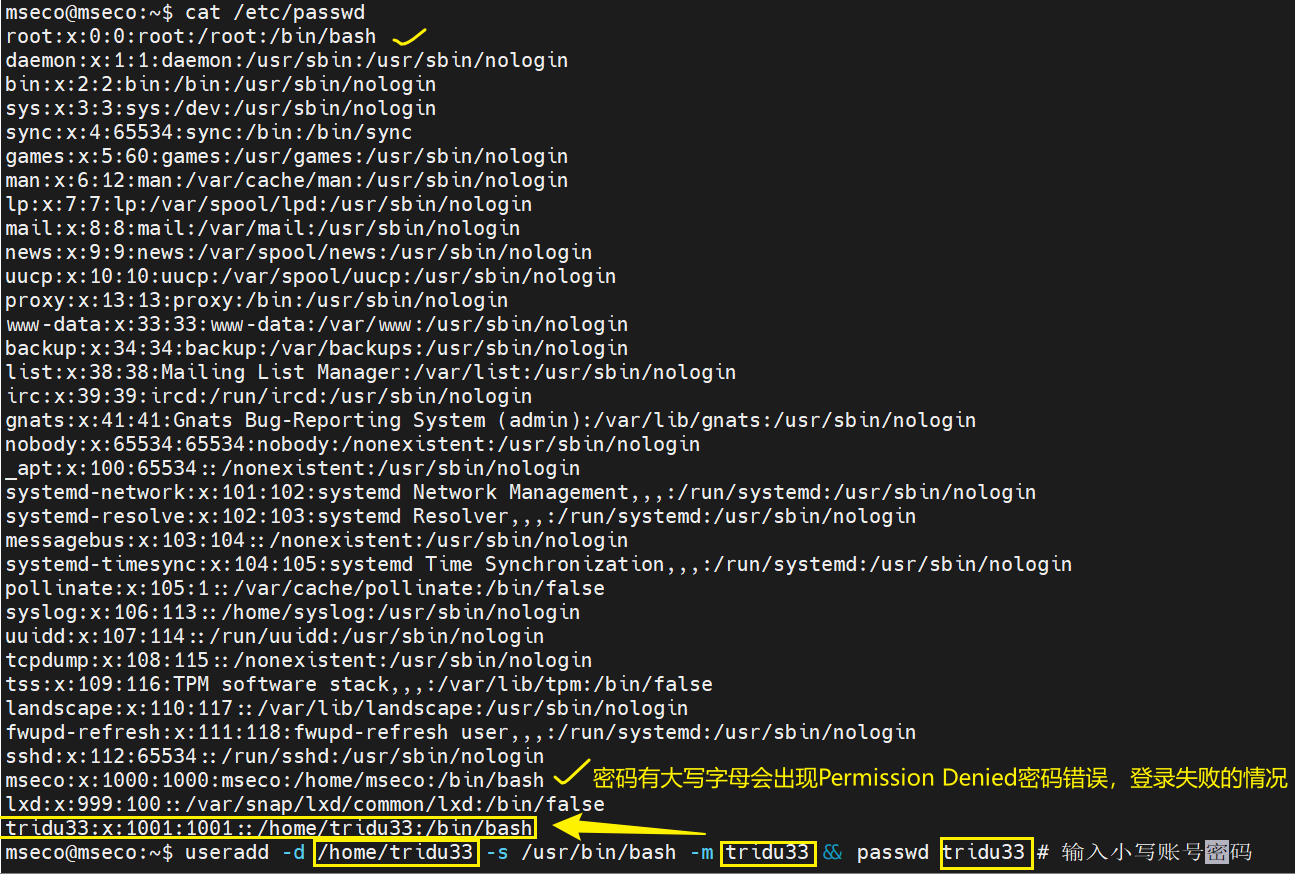 mseco@mseco:~$ cat /etc/passwd
root:x:0:0:root:/root:/bin/bash
daemon:x:1:1:daemon:/usr/sbin:/usr/sbin/nologin
bin:x:2:2:bin:/bin:/usr/sbin/nologin
sys:x:3:3:sys:/dev:/usr/sbin/nologin
sync:x:4:65534:sync:/bin:/bin/sync
games:x:5:60:games:/usr/games:/usr/sbin/nologin
man:x:6:12:man:/var/cache/man:/usr/sbin/nologin
lp:x:7:7:lp:/var/spool/lpd:/usr/sbin/nologin
mail:x:8:8:mail:/var/mail:/usr/sbin/nologin
news:x:9:9:news:/var/spool/news:/usr/sbin/nologin
uucp:x:10:10:uucp:/var/spool/uucp:/usr/sbin/nologin
proxy:x:13:13:proxy:/bin:/usr/sbin/nologin
www-data:x:33:33:www-data:/var/www:/usr/sbin/nologin
backup:x:34:34:backup:/var/backups:/usr/sbin/nologin
list:x:38:38:Mailing List Manager:/var/list:/usr/sbin/nologin
irc:x:39:39:ircd:/run/ircd:/usr/sbin/nologin
gnats:x:41:41:Gnats Bug-Reporting System (admin):/var/lib/gnats:/usr/sbin/nologin
nobody:x:65534:65534:nobody:/nonexistent:/usr/sbin/nologin
_apt:x:100:65534::/nonexistent:/usr/sbin/nologin
systemd-network:x:101:102:systemd Network Management,,,:/run/systemd:/usr/sbin/nologin
systemd-resolve:x:102:103:systemd Resolver,,,:/run/systemd:/usr/sbin/nologin
messagebus:x:103:104::/nonexistent:/usr/sbin/nologin
systemd-timesync:x:104:105:systemd Time Synchronization,,,:/run/systemd:/usr/sbin/nologin
pollinate:x:105:1::/var/cache/pollinate:/bin/false
syslog:x:106:113::/home/syslog:/usr/sbin/nologin
uuidd:x:107:114::/run/uuidd:/usr/sbin/nologin
tcpdump:x:108:115::/nonexistent:/usr/sbin/nologin
tss:x:109:116:TPM software stack,,,:/var/lib/tpm:/bin/false
landscape:x:110:117::/var/lib/landscape:/usr/sbin/nologin
fwupd-refresh:x:111:118:fwupd-refresh user,,,:/run/systemd:/usr/sbin/nologin
sshd:x:112:65534::/run/sshd:/usr/sbin/nologin
mseco:x:1000:1000:mseco:/home/mseco:/bin/bash 密码有大写字母会出现Permission Denied密码错误，登录失败的情况
lxd:x:999:100::/var/snap/lxd/common/lxd:/bin/false
tridu33:x:1001:1001::/home/tridu33:/bin/bash
mseco@mseco:~$ useradd -d /home/tridu33 -s /usr/bin/bash -m tridu33 && passwd tridu33 # 输入小写账号密码